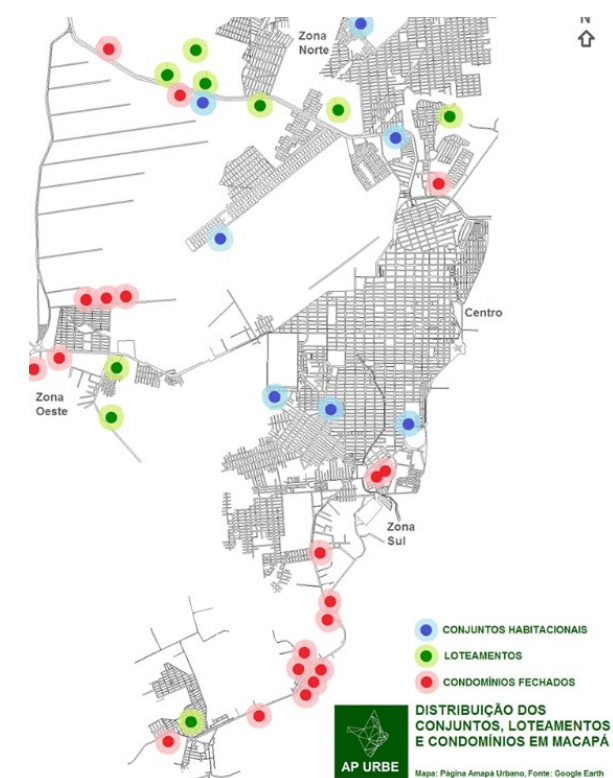 N
Zona
Norte
Centro
Zona
Oeste
Zona
Sul
CONJUNTOS HABITACIONAIS
LOTEAMENTOS
CONDOMÍNIOS FECHADOS
AP URBE
DISTRIBUIÇÃO DOS
CONJUNTOS, LOTEAMENTOS
E CONDOMÍNIOS EM MACAPÁ
Mapa: Página Amapá Urbano, Fonte: Google Earth